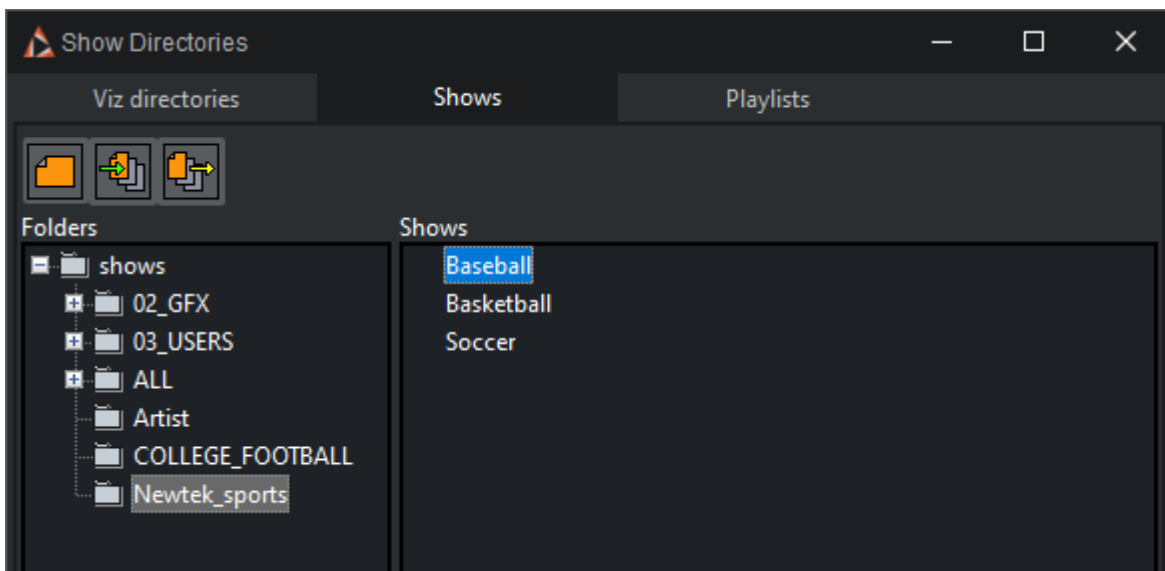 Show Directories
Viz directories Shows Playlists
Folders
shows
02_GFX
03_USERS
ALL
Artist
COLLEGE_FOOTBALL
Newtek_sports
Shows
Baseball
Basketball
Soccer